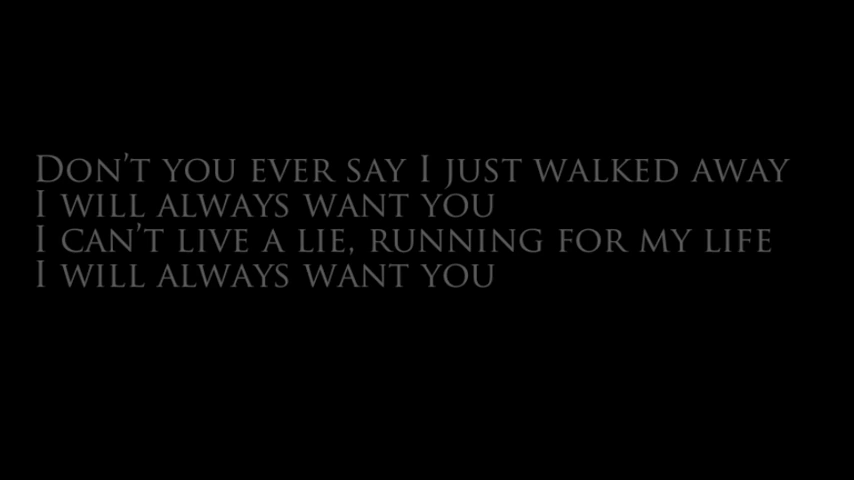 Don't you ever say I just walked away
I will always want you
I can't live a lie, running for my life
I will always want you